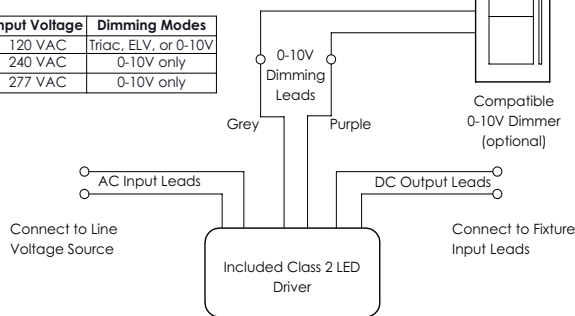 nput Voltage Dimming Modes
120 VAC Triac, ELV, or 0-10V
240 VAC 0-10V only
277 VAC 0-10V only
0-10V
Dimming
Leads
Compatible
0-10V Dimmer
(optional)
Grey
Purple
AC Input Leads
DC Output Leads
Connect to Line
Voltage Source
Connect to Fixture
Input Leads
Included Class 2 LED
Driver